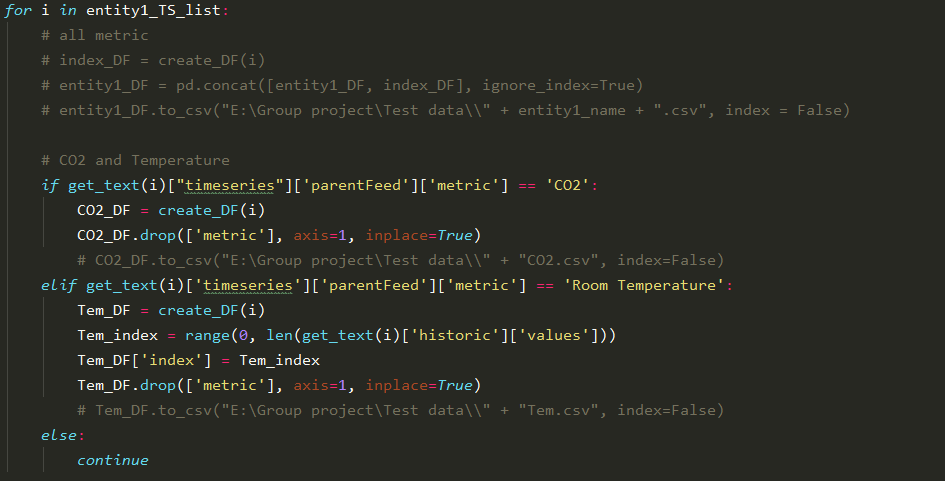 for i in entity1_TS_list:
# all metric
# index_DF = create_DF(i)
# entity1_DF = pd.concat([entity1_DF, index_DF], ignore_index=True)
# entity1_DF.to_csv("E:\Group project\Test data\\" + entity1_name + ".csv", index = False)
# CO2 and Temperature
if get_text(i)["timeseries"]['parentFeed']['metric'] == 'CO2':
CO2_DF = create_DF(i)
CO2_DF.drop(['metric'], axis=1, inplace=True)
# CO2_DF.to_csv("E:\Group project\Test data\\" + "CO2.csv", index=False)
elif get_text(i)['timeseries']['parentFeed']['metric'] == 'Room Temperature':
Tem_DF = create_DF(i)
Tem_index = range(0, len(get_text(i)['historic']['values']))
Tem_DF['index'] = Tem_index
Tem_DF.drop(['metric'], axis=1, inplace=True)
# Tem_DF.to_csv("E:\Group project\Test data\\" + "Tem.csv", index=False)
else:
continue